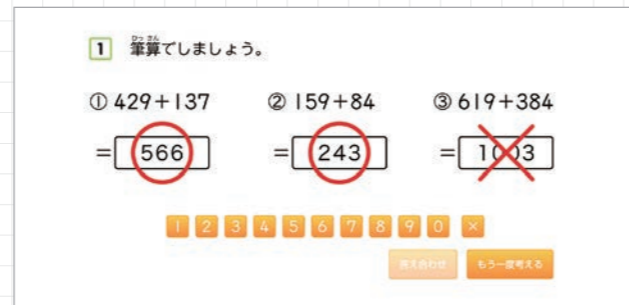 1 筆算でしましょう。
① 429+137 ② 159+84 ③ 619+384
=566 =243 =1003
1 2 3 4 5 6 7 8 9 0 ×
答え合わせ もう一度考える